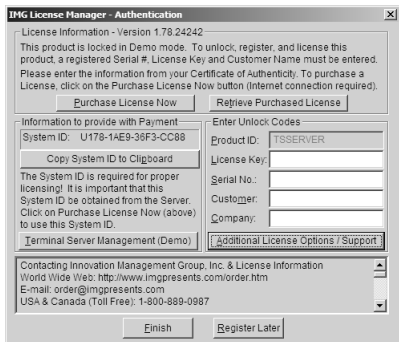 IMG License Manager - Authentication
License Information - Version 1.78.24242
This product is locked in Demo mode. To unlock, register, and license this
product, a registered Serial #, License Key and Customer Name must be entered.
Please enter the information from your Certificate of Authenticity. To purchase a
License, click on the Purchase License Now button (Internet connection required).
Purchase License Now
Retrieve Purchased License
Information to provide with Payment
System ID: U178-1AE9-36F3-CC88
Copy System ID to Clipboard
The System ID is required for proper
licensing! It is important that this
System ID be obtained from the Server.
Click on Purchase License Now (above)
to use this System ID.
Terminal Server Management (Demo)
Enter Unlock Codes
Product ID: TSSERVER
License Key:
Serial No.:
Customer:
Company:
Additional License Options / Support
Contacting Innovation Management Group, Inc. & License Information
World Wide Web: http://www.imgpresents.com/order.htm
E-mail: order@imgpresents.com
USA & Canada (Toll Free): 1-800-889-0987
Finish
Register Later